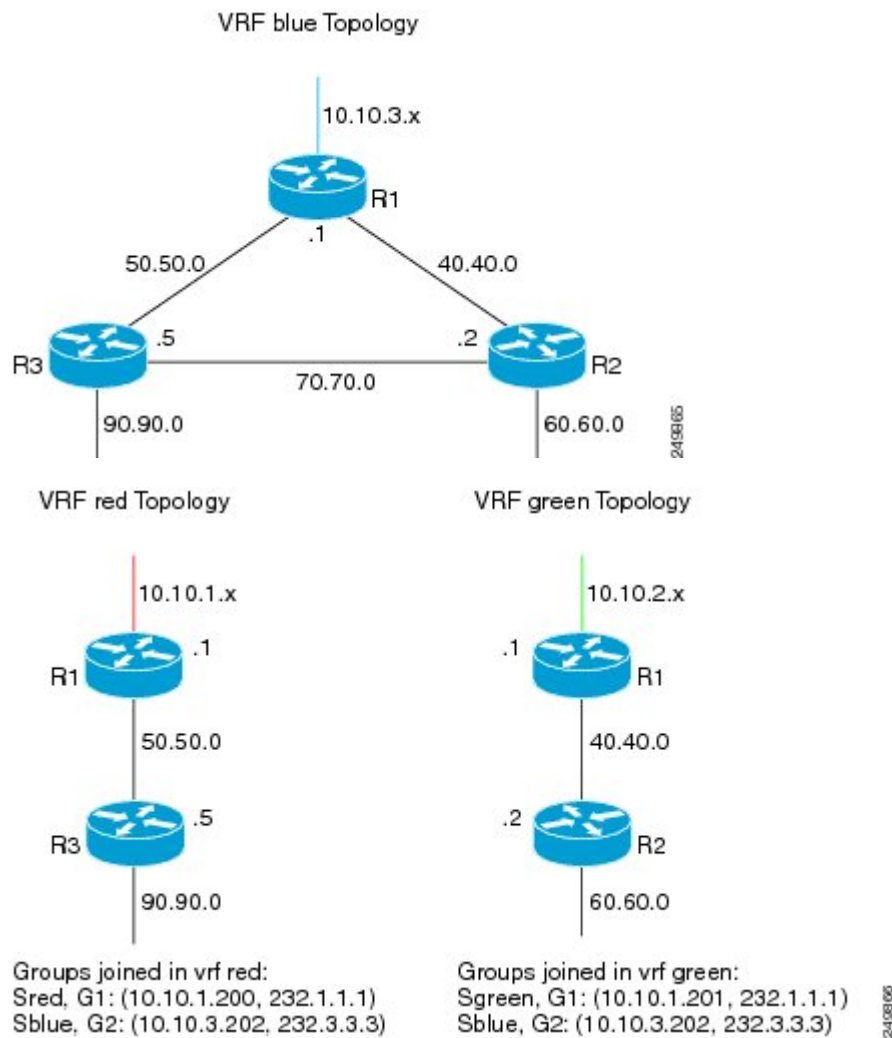 VRF blue Topology
10.10.3.x
R1
.1
50.50.0
40.40.0
.5
.2
R3
R2
70.70.0
90.90.0
60.60.0
249865
VRF red Topology
10.10.1.x
.1
R1
50.50.0
.5
R3
90.90.0
Groups joined in vrf red:
Sred, G1: (10.10.1.200, 232.1.1.1)
Sblue, G2: (10.10.3.202, 232.3.3.3)
VRF green Topology
10.10.2.x
.1
R1
40.40.0
.2
R2
60.60.0
Groups joined in vrf green:
Sgreen, G1: (10.10.1.201, 232.1.1.1)
Sblue, G2: (10.10.3.202, 232.3.3.3)
249866